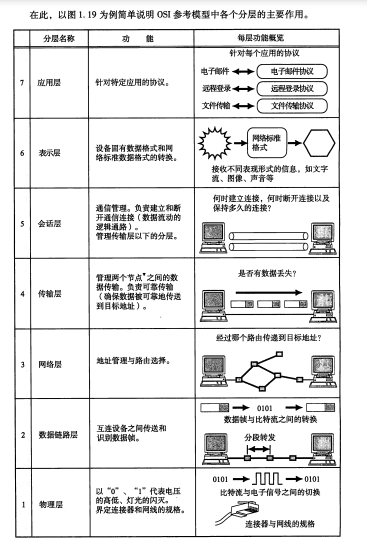 在此，以图 1.19 为例简单说明 OSI 参考模型中各个分层的主要作用。
分层名称
功 能
每层功能概览
7
应用层
针对特定应用的协议。
针对每个应用的协议
电子邮件
电子邮件协议
远程登录
远程登录协议
文件传输
文件传输协议
6
表示层
设备固有数据格式和网
络标准数据格式的转换。
网络标准
格式
接收不同表现形式的信息，如文字
流、图像、声音等
5
会话层
通信管理。负责建立和断
开通信连接（数据流动的
逻辑通路）。
管理传输层以下的分层。
何时建立连接，何时断开连接以及
保持多久的连接？
4
传输层
管理两个节点▼之间的数
据传输。负责可靠传输
（确保数据被可靠地传送
到目标地址）。
是否有数据丢失？
3
网络层
地址管理与路由选择。
经过哪个路由传递到目标地址？
2
数据链路层
互连设备之间传送和
识别数据帧。
0101
数据帧与比特流之间的转换
分段转发
1
物理层
以“0”、“1”代表电压
的高低、灯光的闪灭。
界定连接器和网线的规格。
0101
0101
比特流与电子信号之间的切换
连接器与网线的规格